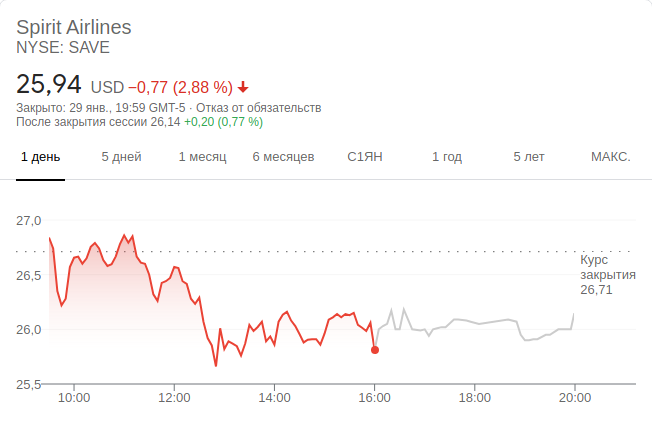 Spirit Airlines
NYSE: SAVE
25,94 USD −0,77 (2,88 %)
Закрыто: 29 янв., 19:59 GMT-5 · Отказ от обязательств
После закрытия сессии 26,14 +0,20 (0,77 %)
1 день 5 дней 1 месяц 6 месяцев С1ЯН 1 год 5 лет МАКС.
27,0
26,5
26,0
25,5
Курс
закрытия
26,71
10:00 12:00 14:00 16:00 18:00 20:00